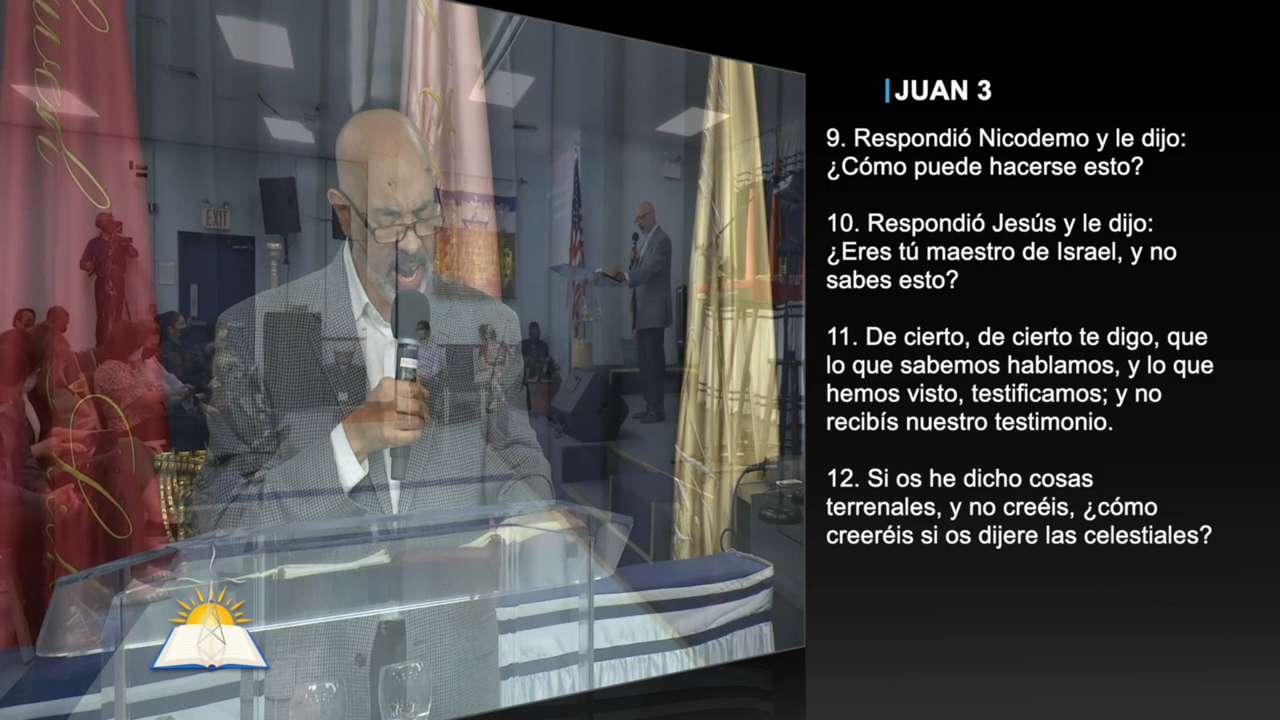 EXIT
JUAN 3
9. Respondió Nicodemo y le dijo:
¿Cómo puede hacerse esto?
10. Respondió Jesús y le dijo:
¿Eres tú maestro de Israel, y no
sabes esto?
11. De cierto, de cierto te digo, que
lo que sabemos hablamos, y lo que
hemos visto, testificamos; y no
recibís nuestro testimonio.
12. Si os he dicho cosas
terrenales, y no creéis, ¿cómo
creeréis si os dijere las celestiales?